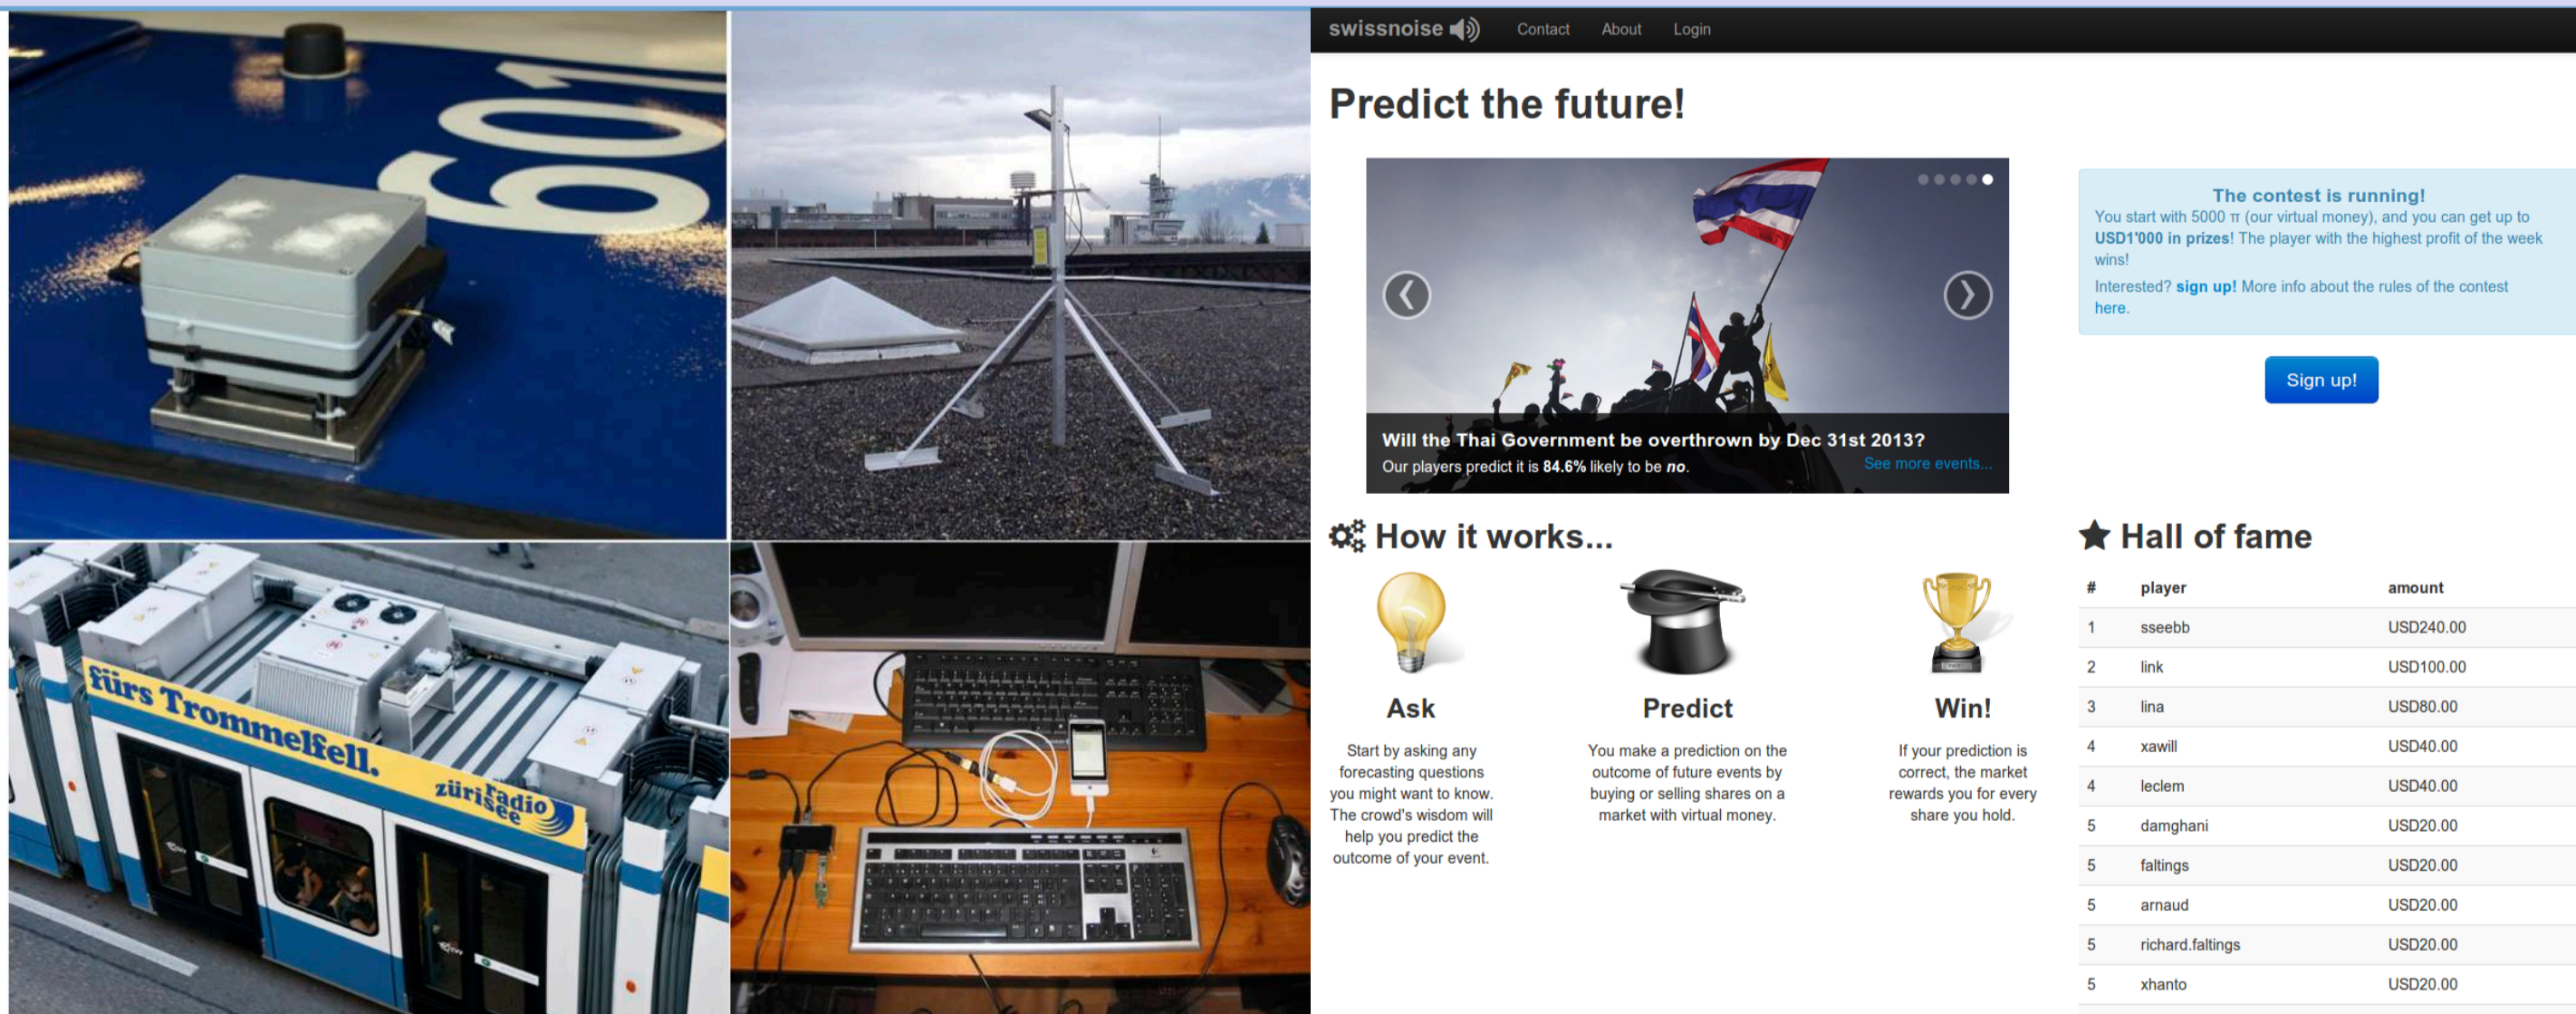 601
fürs Trommelfell.
radio
züri
see
swissnoise
Contact
About
Login
Predict the future!
Will the Thai Government be overthrown by Dec 31st 2013?
Our players predict it is 84.6% likely to be no.
See more events...
The contest is running!
You start with 5000 π (our virtual money), and you can get up to
USD1'000 in prizes! The player with the highest profit of the week
wins!
Interested? sign up! More info about the rules of the contest
here.
Sign up!
How it works...
Ask
Start by asking any
forecasting questions
you might want to know.
The crowd's wisdom will
help you predict the
outcome of your event.
Predict
You make a prediction on the
outcome of future events by
buying or selling shares on a
market with virtual money.
Win!
If your prediction is
correct, the market
rewards you for every
share you hold.
Hall of fame
# player amount
1 sseebb USD240.00
2 link USD100.00
3 lina USD80.00
4 xawill USD40.00
4 leclem USD40.00
5 damghani USD20.00
5 faltings USD20.00
5 arnaud USD20.00
5 richard.faltings USD20.00
5 xhanto USD20.00